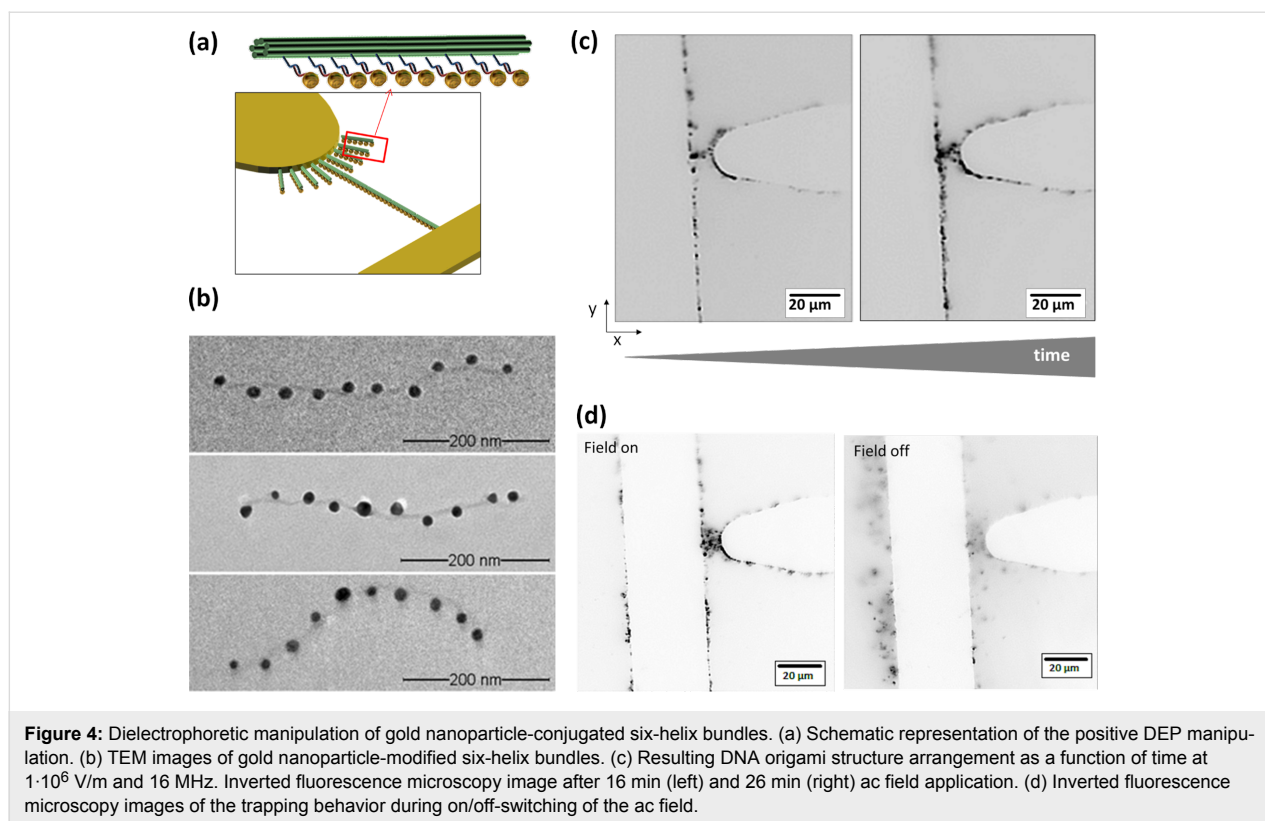 (a)
(c)
20 µm
20 µm
y
x
time
(b)
200 nm
200 nm
200 nm
(d)
Field on
Field off
20 µm
20 µm
Figure 4: Dielectrophoretic manipulation of gold nanoparticle-conjugated six-helix bundles. (a) Schematic representation of the positive DEP manipu-
lation. (b) TEM images of gold nanoparticle-modified six-helix bundles. (c) Resulting DNA origami structure arrangement as a function of time at
1·10⁶ V/m and 16 MHz. Inverted fluorescence microscopy image after 16 min (left) and 26 min (right) ac field application. (d) Inverted fluorescence
microscopy images of the trapping behavior during on/off-switching of the ac field.